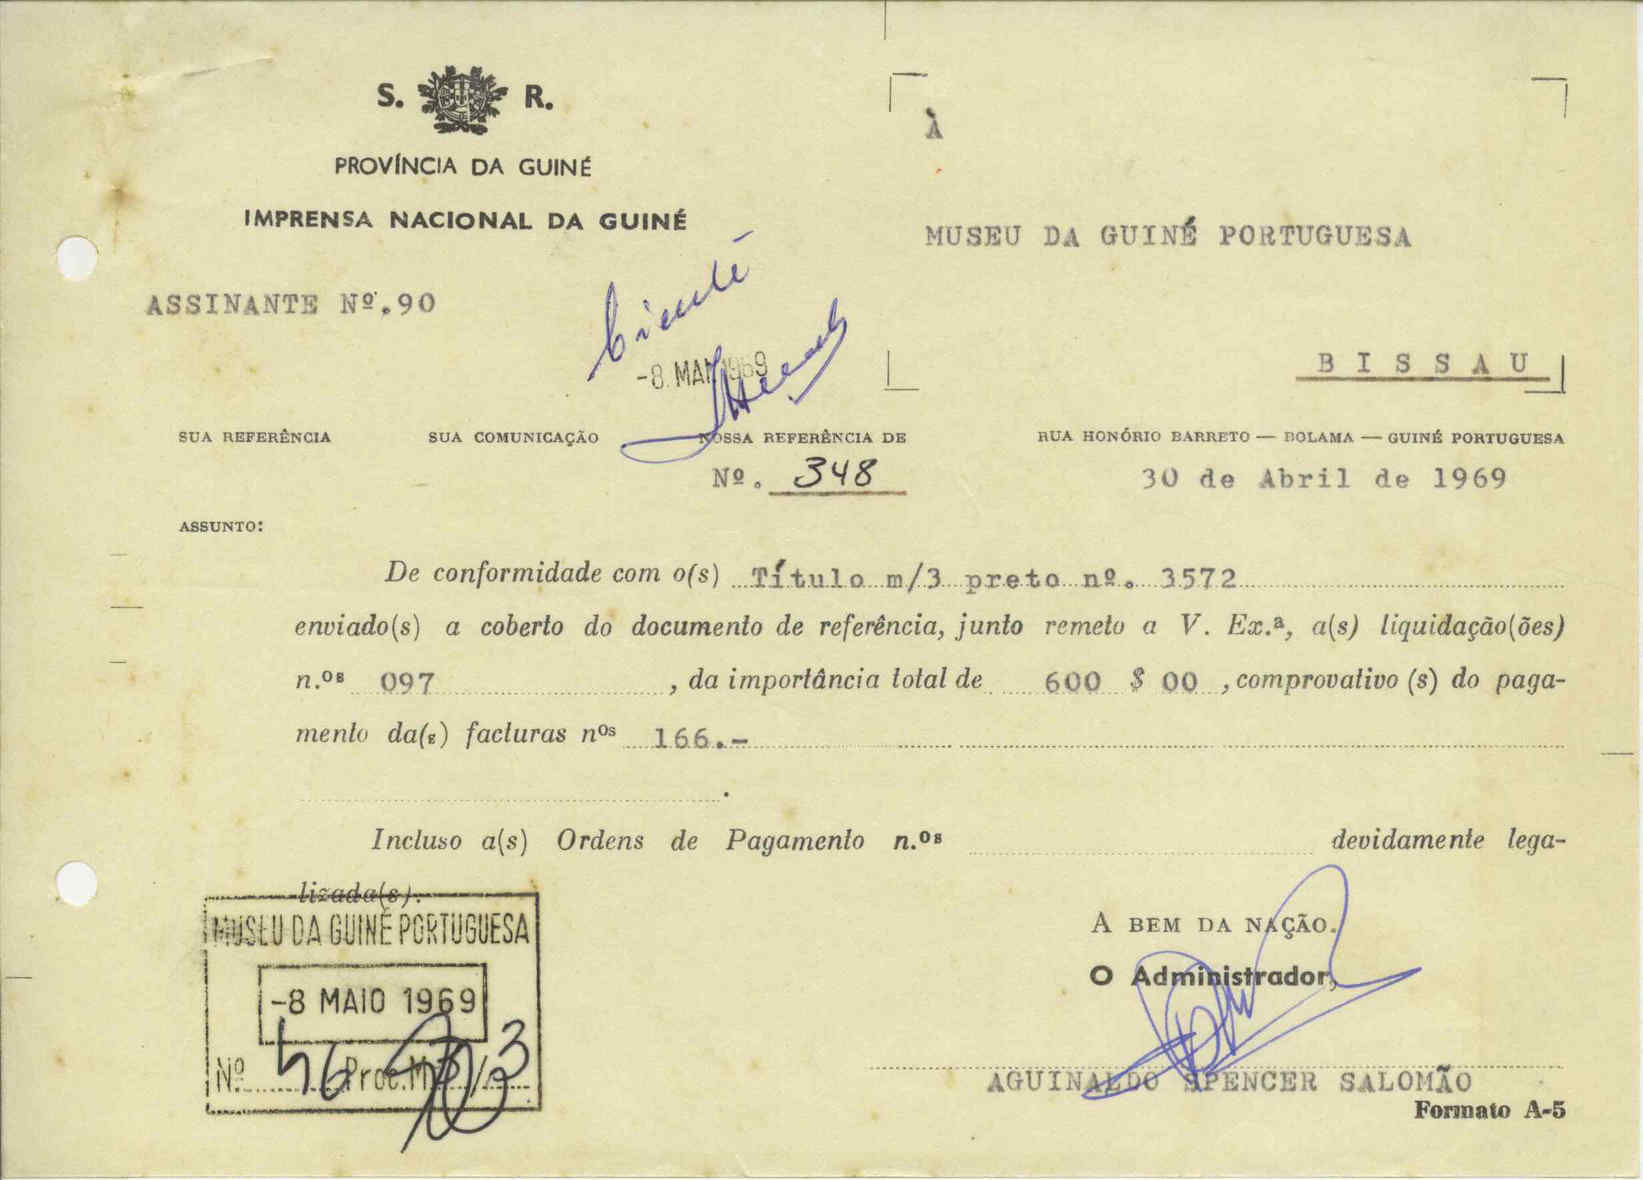 S. R.
PROVÍNCIA DA GUINÉ
IMPRENSA NACIONAL DA GUINÉ
ASSINANTE Nº.90
À
MUSEU DA GUINÉ PORTUGUESA
BISSAU
Ciente
-8 MAI 1969
SUA REFERÊNCIA SUA COMUNICAÇÃO NOSSA REFERÊNCIA DE
Nº. 348
RUA HONÓRIO BARRETO — BOLAMA — GUINÉ PORTUGUESA
30 de Abril de 1969
ASSUNTO:
De conformidade com o(s) Título m/3 preto nº. 3572
enviado(s) a coberto do documento de referência, junto remeto a V. Ex.ª, a(s) liquidação(ões)
n.ºs 097 , da importância total de 600 $ 00 , comprovativo (s) do paga-
mento da(s) facturas nºs 166.-
.
Incluso a(s) Ordens de Pagamento n.ºs devidamente lega-
lizada(s).
MUSEU DA GUINÉ PORTUGUESA
-8 MAIO 1969
Nº 56 Proc.
A BEM DA NAÇÃO.
O Administrador,
AGUINALDO SPENCER SALOMÃO
Formato A-5